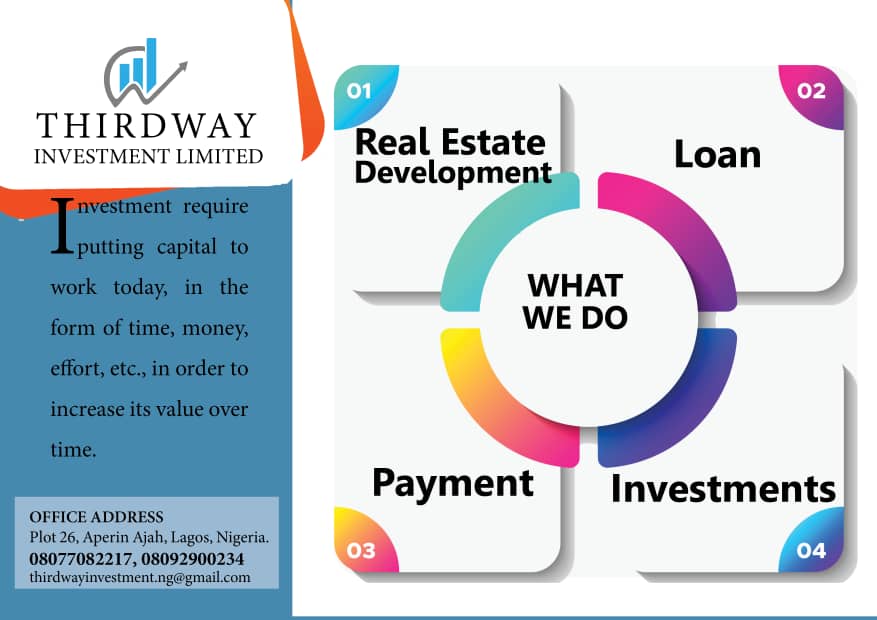 THIRDWAY
INVESTMENT LIMITED
Investment require
putting capital to
work today, in the
form of time, money,
effort, etc., in order to
increase its value over
time.
OFFICE ADDRESS
Plot 26, Aperin Ajah, Lagos, Nigeria.
08077082217, 08092900234
thirdwayinvestment.ng@gmail.com
01
Real Estate
Development
02
Loan
WHAT
WE DO
Payment
03
Investments
04